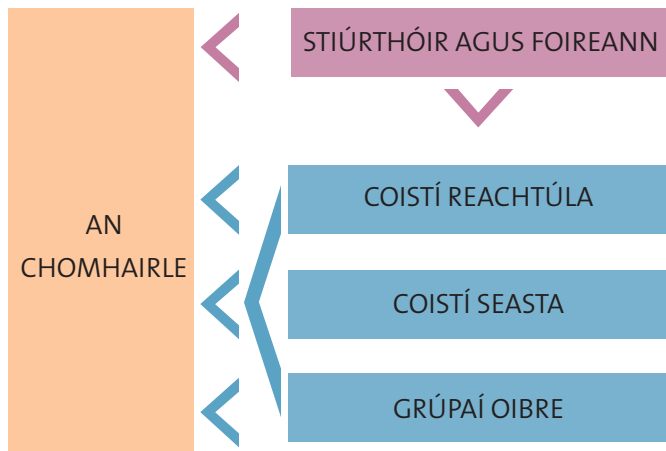 STIÚRTHÓIR AGUS FOIREANN
AN
CHOMHAIRLE
COISTÍ REACHTÚLA
COISTÍ SEASTA
GRÚPAÍ OIBRE